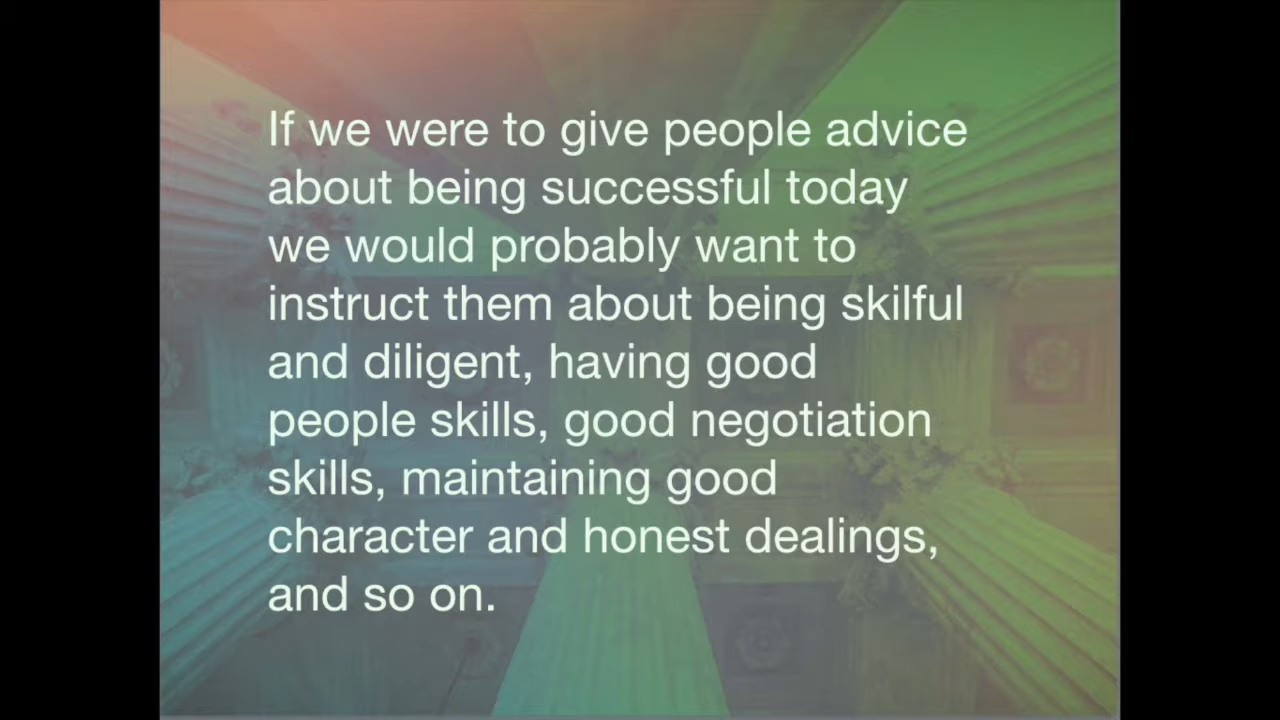 If we were to give people advice
about being successful today
we would probably want to
instruct them about being skilful
and diligent, having good
people skills, good negotiation
skills, maintaining good
character and honest dealings,
and so on.